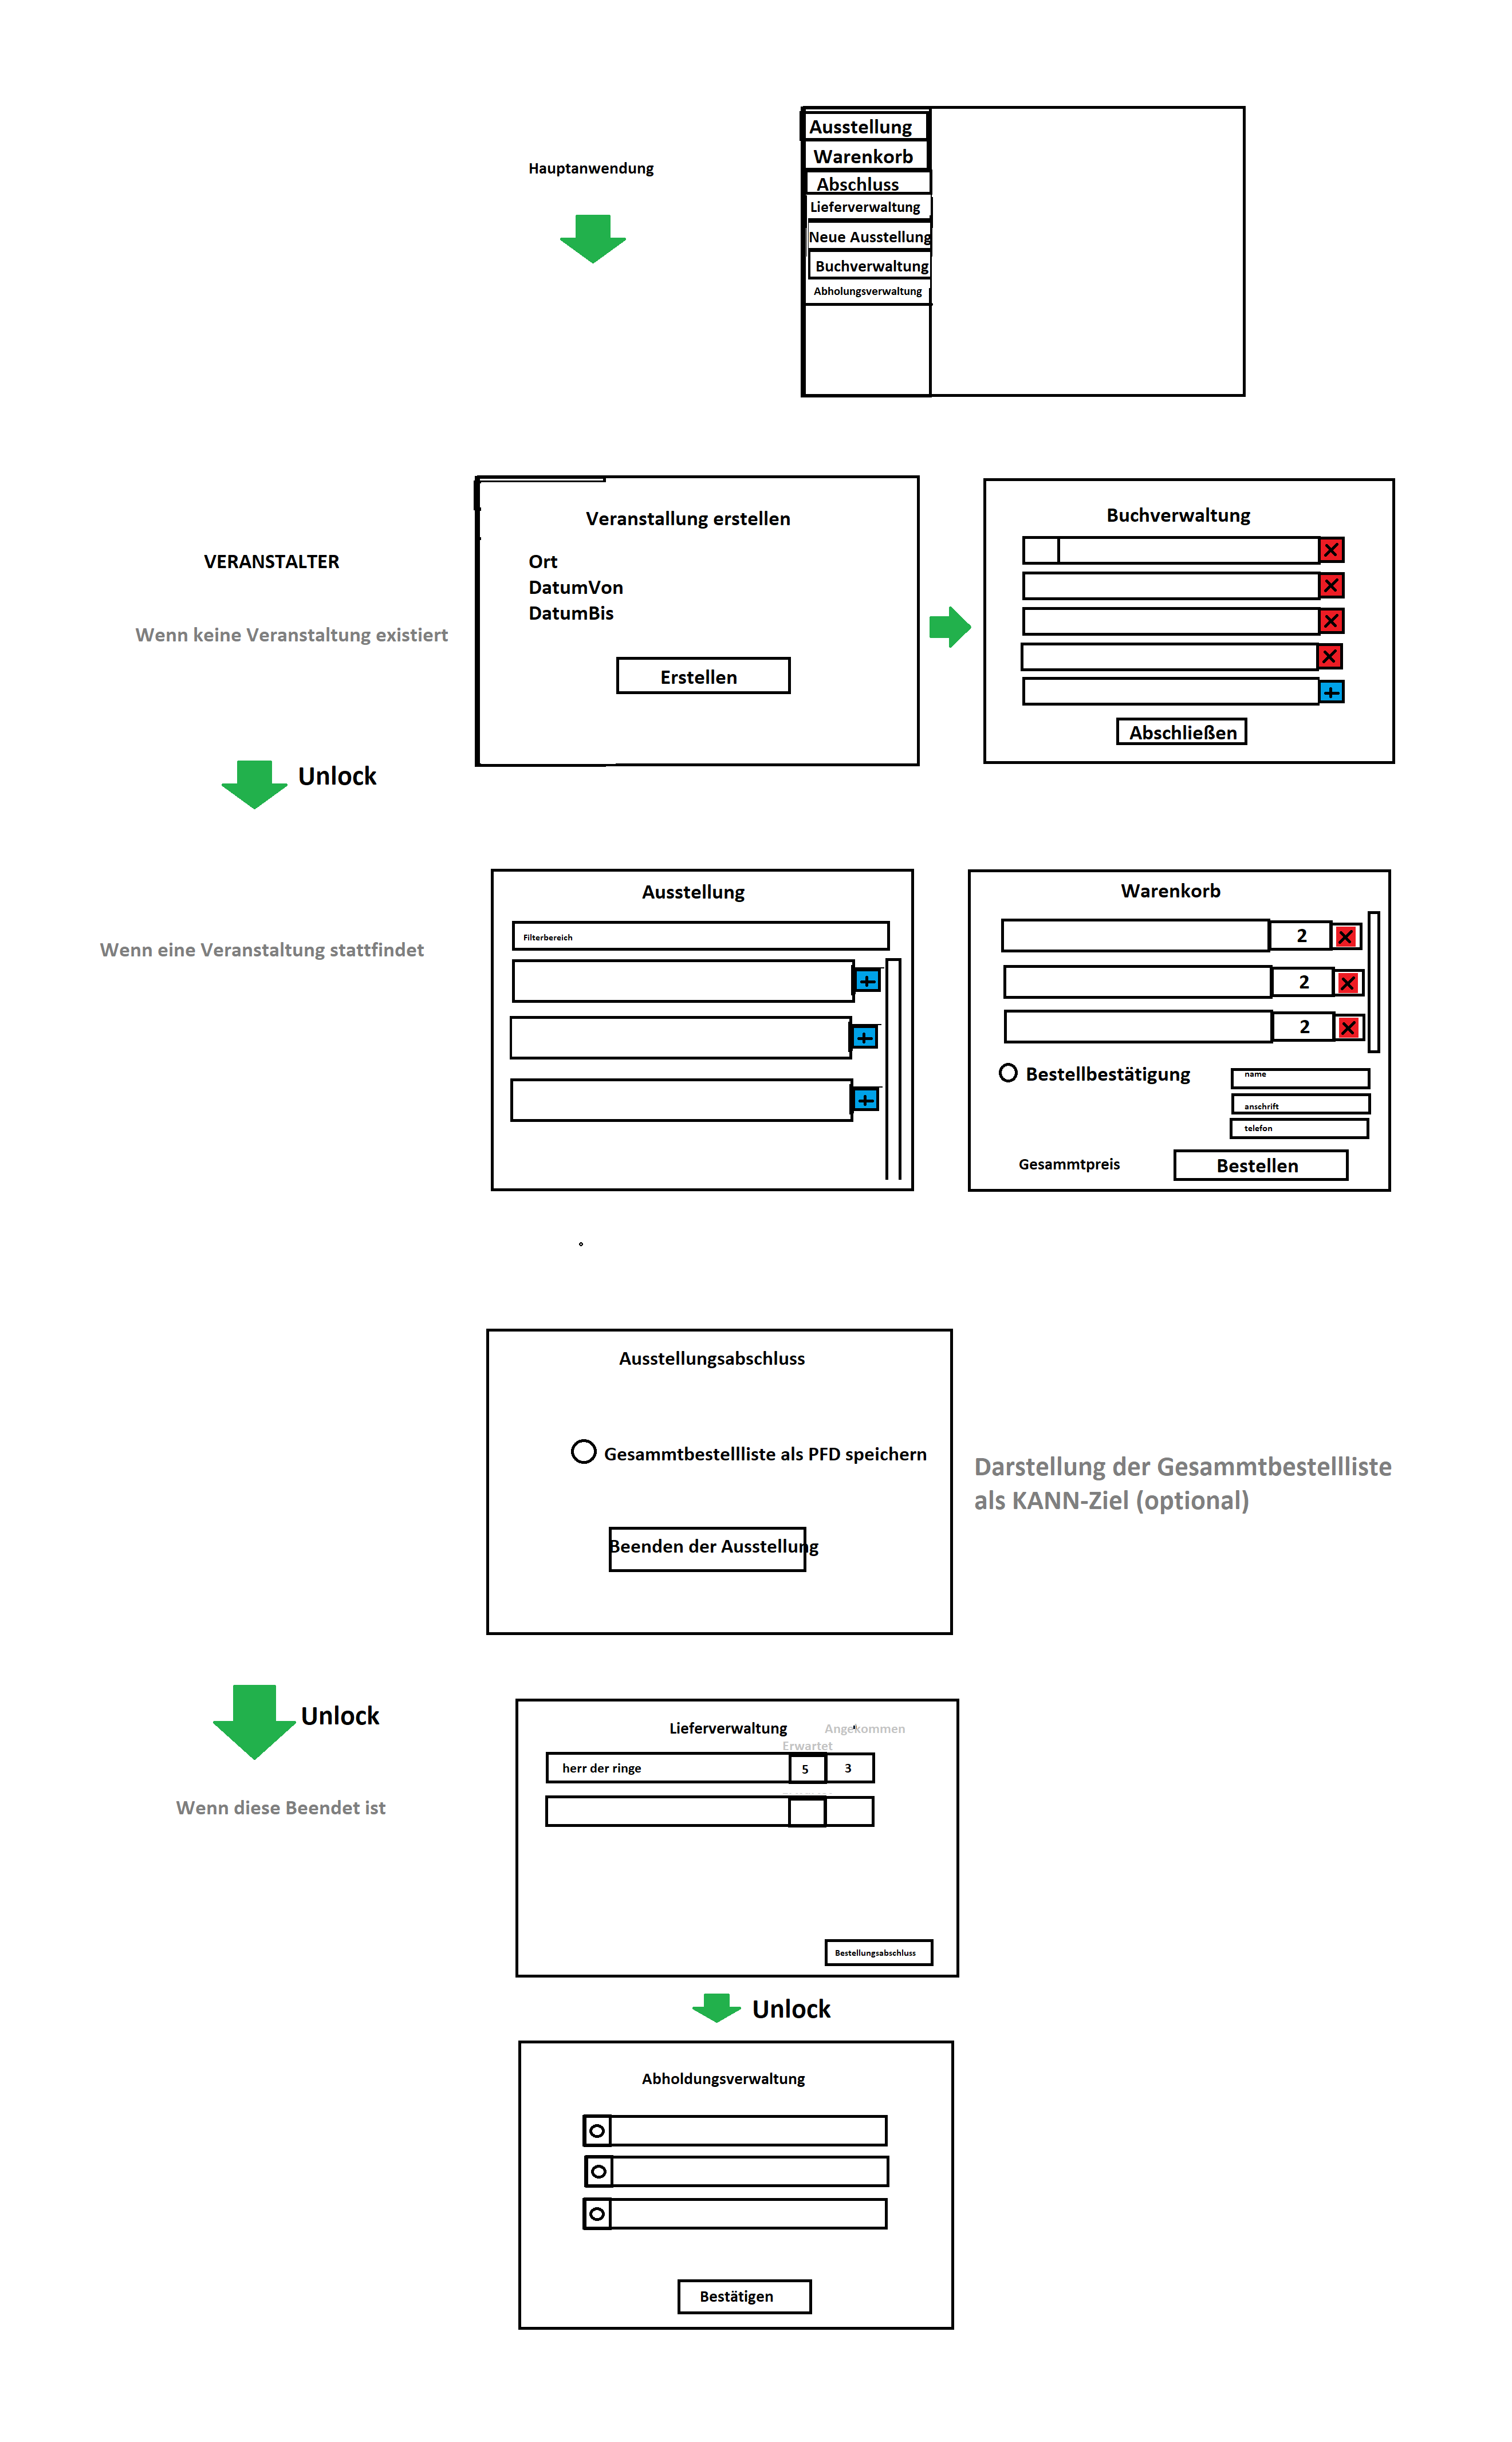 Hauptanwendung
Ausstellung
Warenkorb
Abschluss
Lieferverwaltung
Neue Ausstellung
Buchverwaltung
Abholungsverwaltung
VERANSTALTER
Wenn keine Veranstaltung existiert
Veranstallung erstellen
Ort
DatumVon
DatumBis
Erstellen
Buchverwaltung
Abschließen
Unlock
Wenn eine Veranstaltung stattfindet
Ausstellung
Filterbereich
Warenkorb
2
2
2
Bestellbestätigung
name
anschrift
telefon
Gesammtpreis
Bestellen
Ausstellungsabschluss
Gesammtbestellliste als PFD speichern
Beenden der Ausstellung
Darstellung der Gesammtbestellliste
als KANN-Ziel (optional)
Unlock
Wenn diese Beendet ist
Lieferverwaltung
Angekommen
Erwartet
herr der ringe
5
3
Bestellungsabschluss
Unlock
Abholdungsverwaltung
Bestätigen